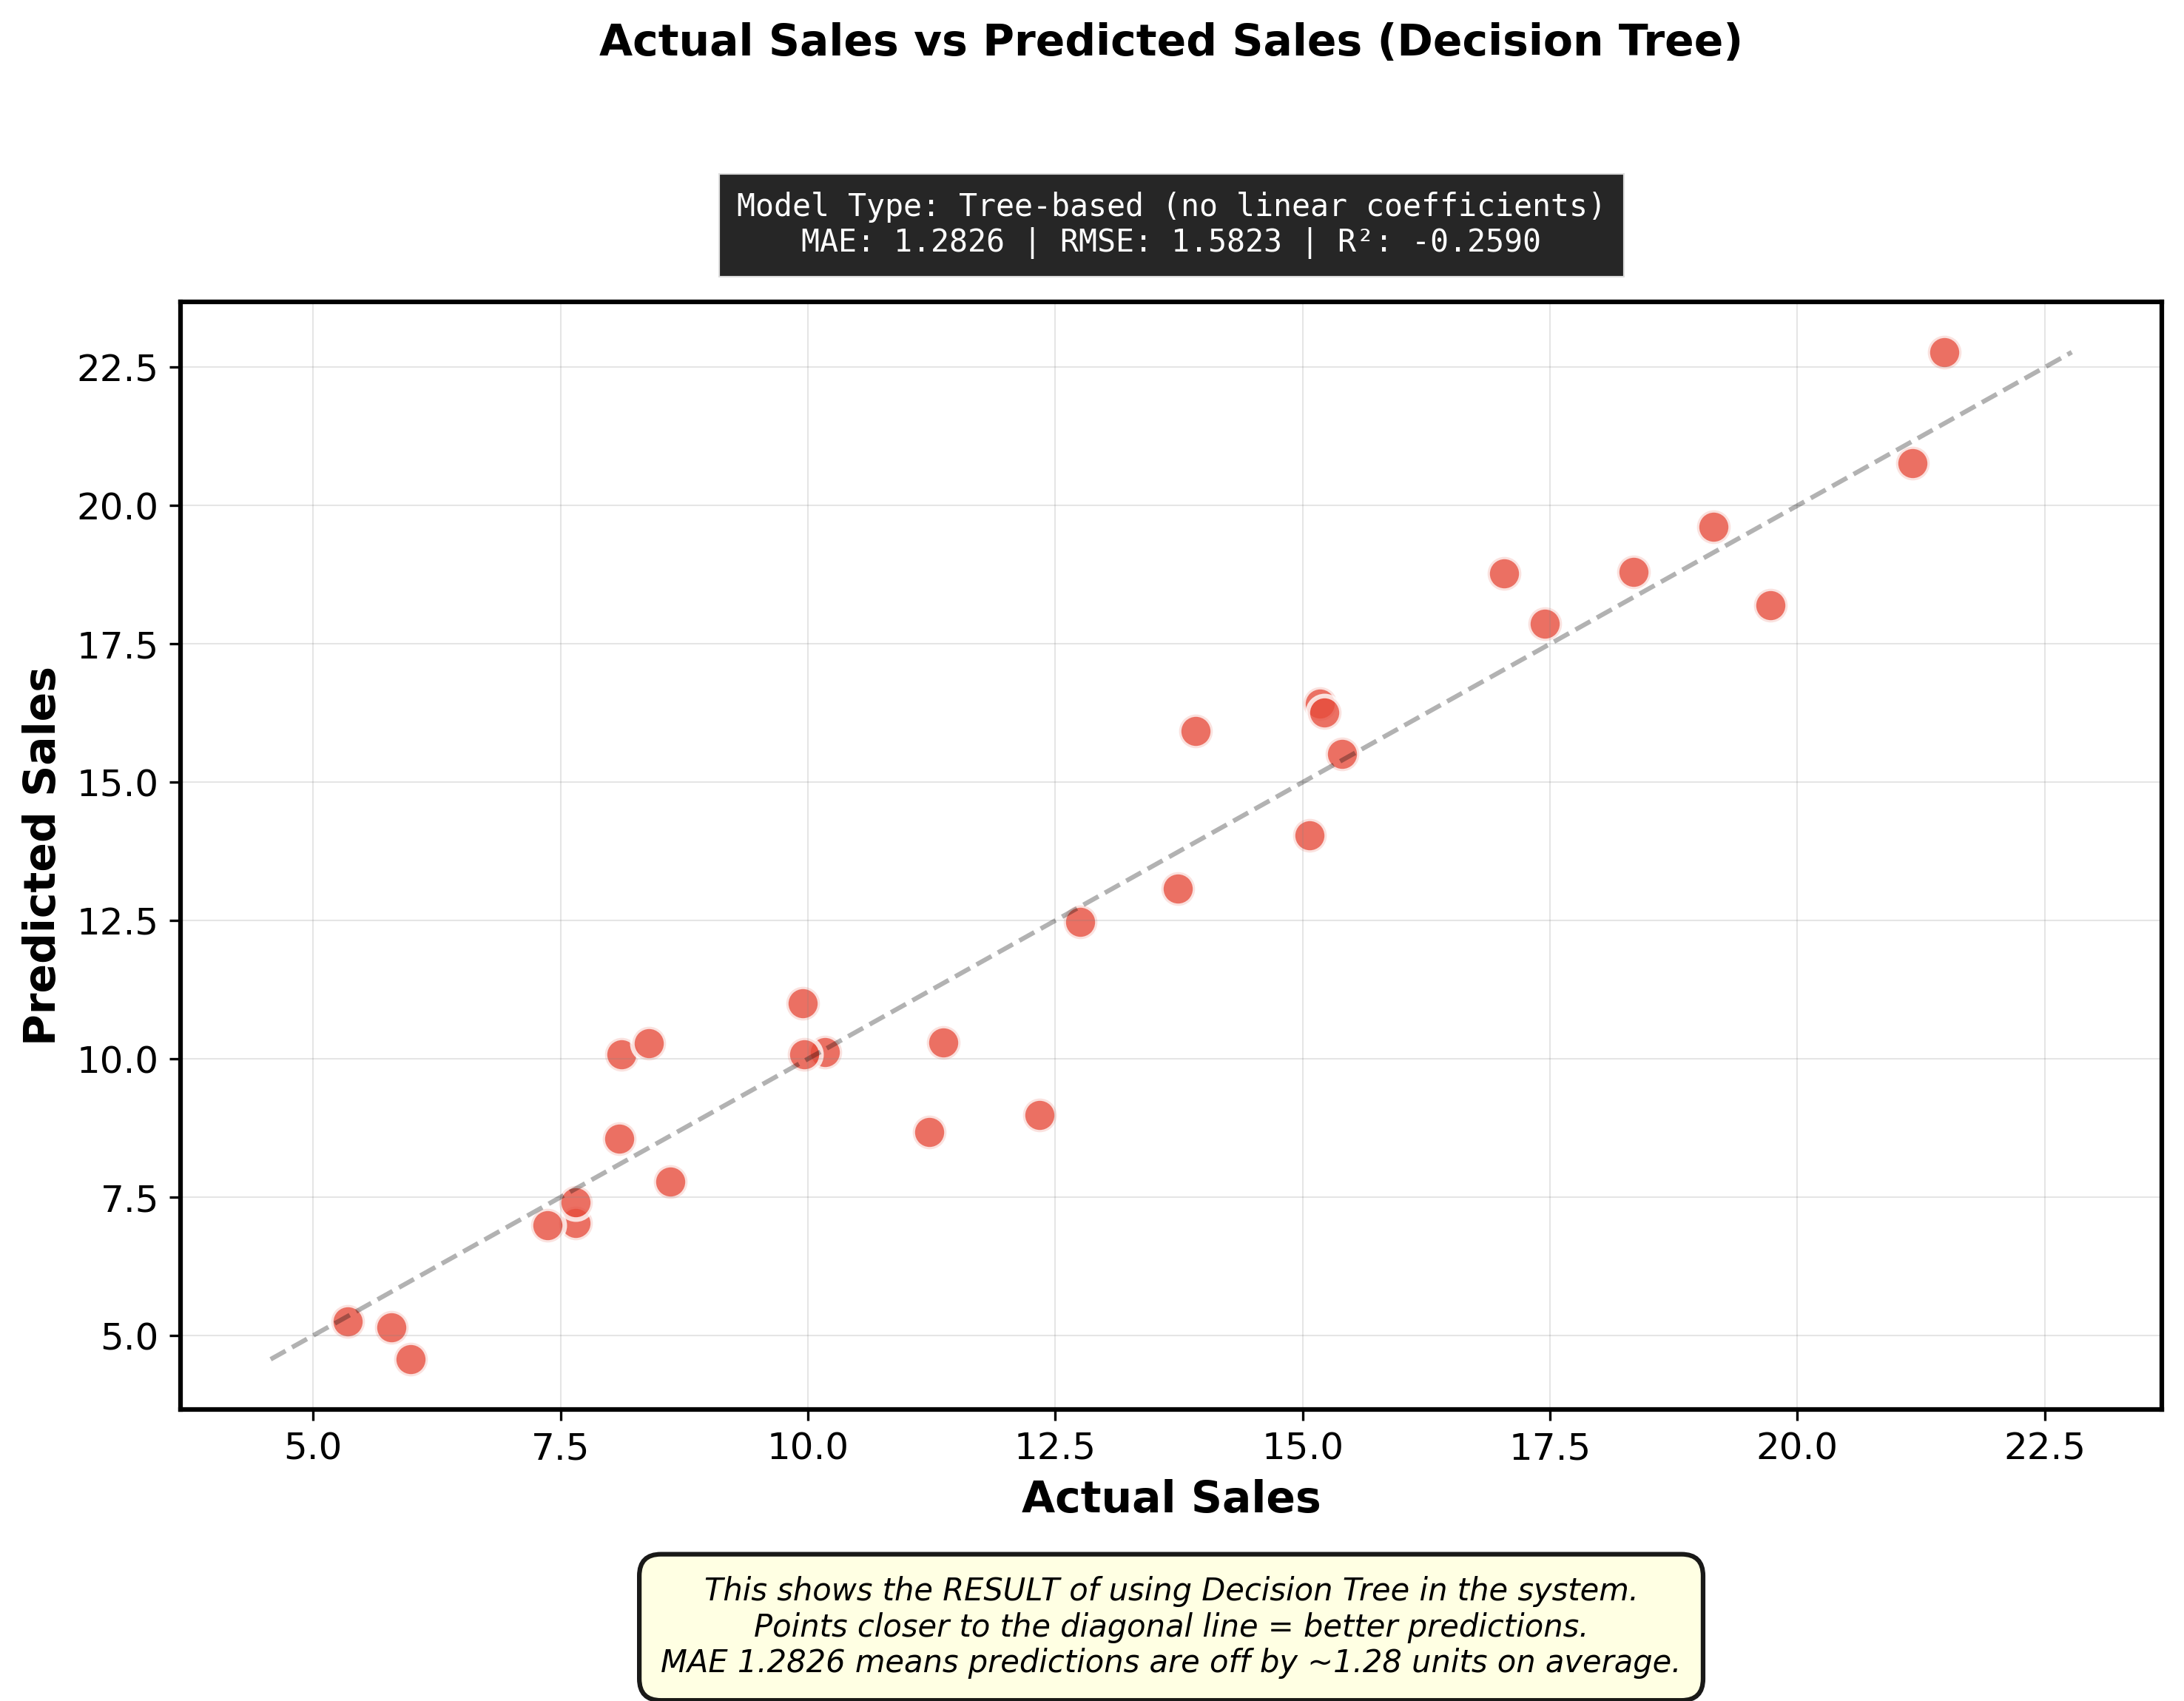 Actual Sales vs Predicted Sales (Decision Tree)
Model Type: Tree-based (no linear coefficients)
MAE: 1.2826 | RMSE: 1.5823 | R²: -0.2590
22.5
20.0
17.5
15.0
12.5
10.0
7.5
5.0
Predicted Sales
5.0 7.5 10.0 12.5 15.0 17.5 20.0 22.5
Actual Sales
This shows the RESULT of using Decision Tree in the system.
Points closer to the diagonal line = better predictions.
MAE 1.2826 means predictions are off by ~1.28 units on average.